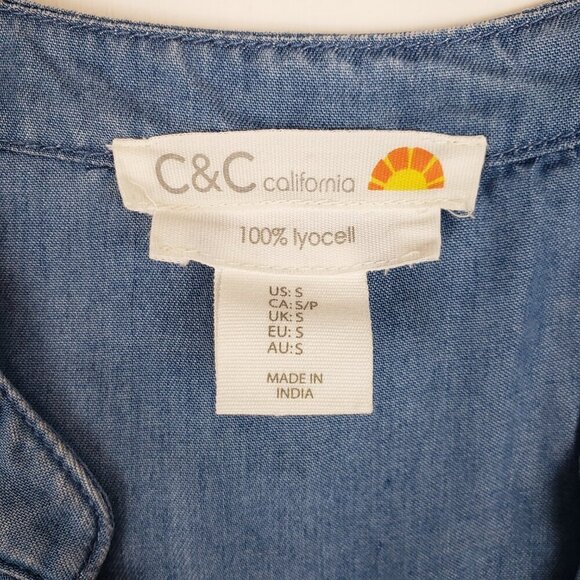 C&C california
100% lyocell
US: S
CA: S/P
UK: S
EU: S
AU: S
MADE IN
INDIA